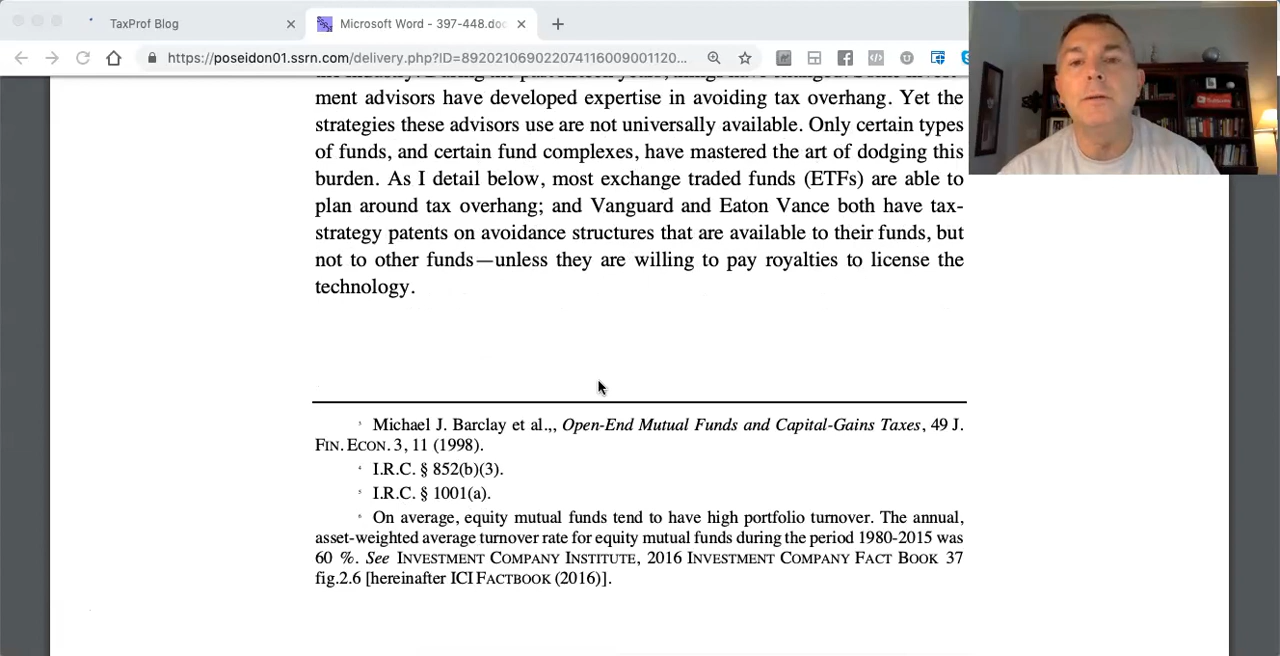 TaxProf Blog
Microsoft Word - 397-448.doc
https://poseidon01.ssrn.com/delivery.php?ID=892021069022074116009001120...
ment advisors have developed expertise in avoiding tax overhang. Yet the
strategies these advisors use are not universally available. Only certain types
of funds, and certain fund complexes, have mastered the art of dodging this
burden. As I detail below, most exchange traded funds (ETFs) are able to
plan around tax overhang; and Vanguard and Eaton Vance both have tax-
strategy patents on avoidance structures that are available to their funds, but
not to other funds—unless they are willing to pay royalties to license the
technology.
³ Michael J. Barclay et al.,, Open-End Mutual Funds and Capital-Gains Taxes, 49 J.
FIN. ECON. 3, 11 (1998).
⁴ I.R.C. § 852(b)(3).
⁵ I.R.C. § 1001(a).
⁶ On average, equity mutual funds tend to have high portfolio turnover. The annual,
asset-weighted average turnover rate for equity mutual funds during the period 1980-2015 was
60 %. See INVESTMENT COMPANY INSTITUTE, 2016 INVESTMENT COMPANY FACT BOOK 37
fig.2.6 [hereinafter ICI FACTBOOK (2016)].